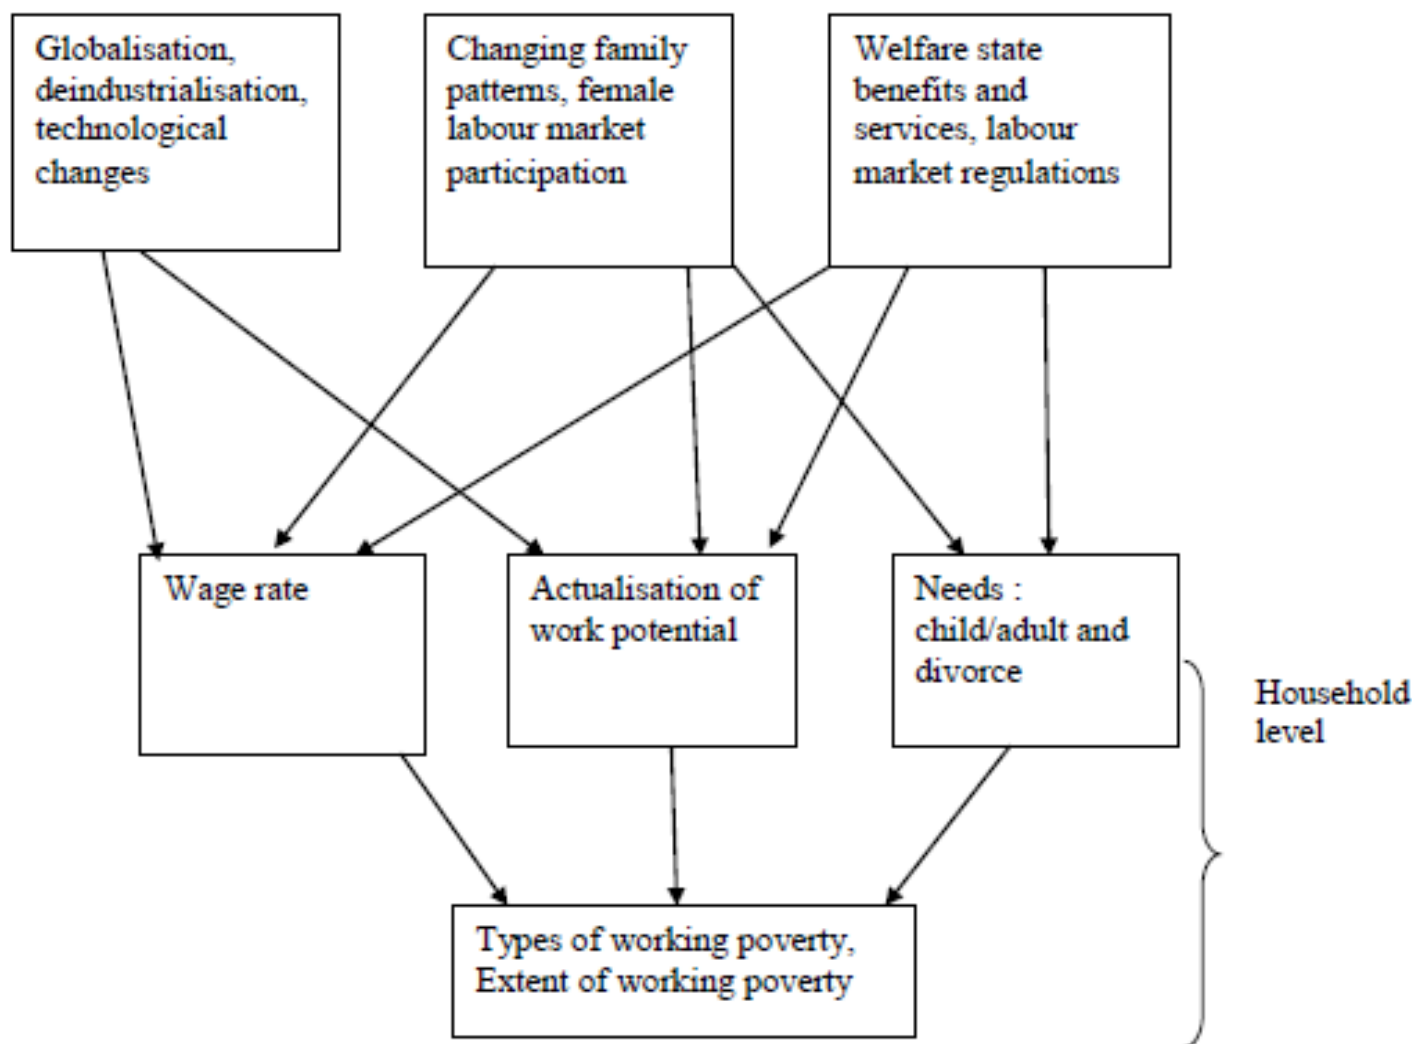 Globalisation,
deindustrialisation,
technological
changes
Changing family
patterns, female
labour market
participation
Welfare state
benefits and
services, labour
market regulations
Wage rate
Actualisation of
work potential
Needs :
child/adult and
divorce
Household
level
Types of working poverty,
Extent of working poverty